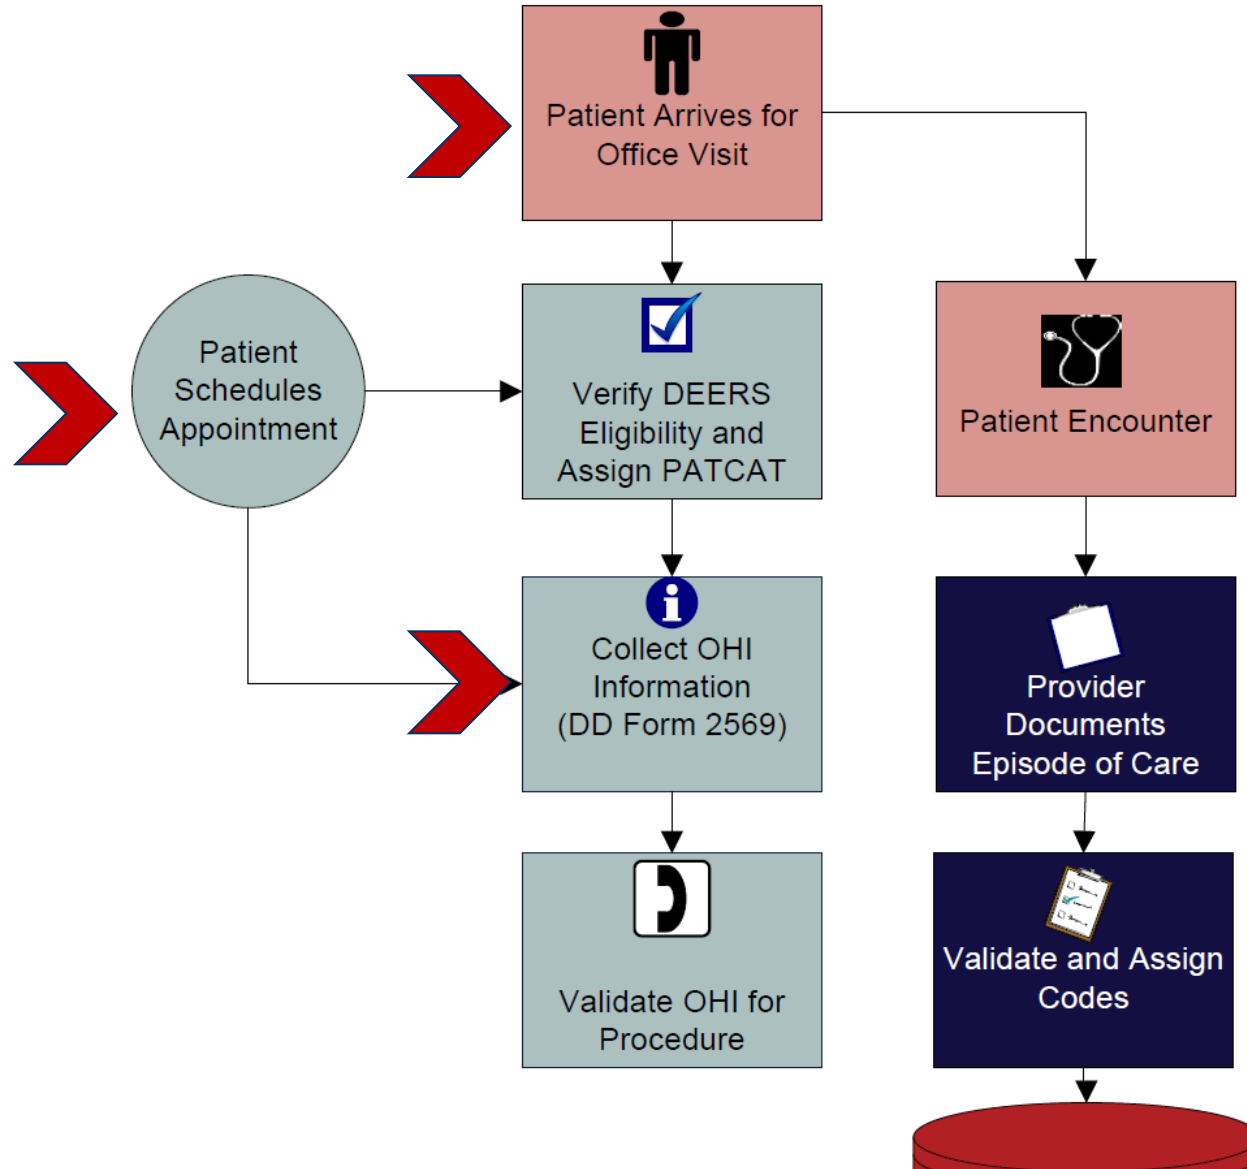 Patient Arrives for
Office Visit
Patient
Schedules
Appointment
Verify DEERS
Eligibility and
Assign PATCAT
Patient Encounter
Collect OHI
Information
(DD Form 2569)
Provider
Documents
Episode of Care
Validate OHI for
Procedure
Validate and Assign
Codes